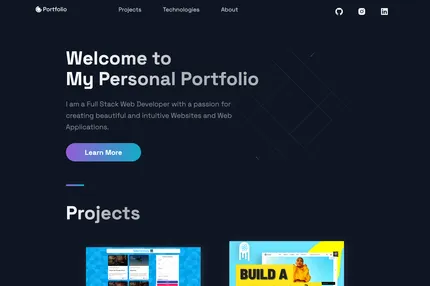 Portfolio
Projects
Technologies
About
Welcome to
My Personal Portfolio
I am a Full Stack Web Developer with a passion for
creating beautiful and intuitive Websites and Web
Applications.
Learn More
Projects
BUILD A